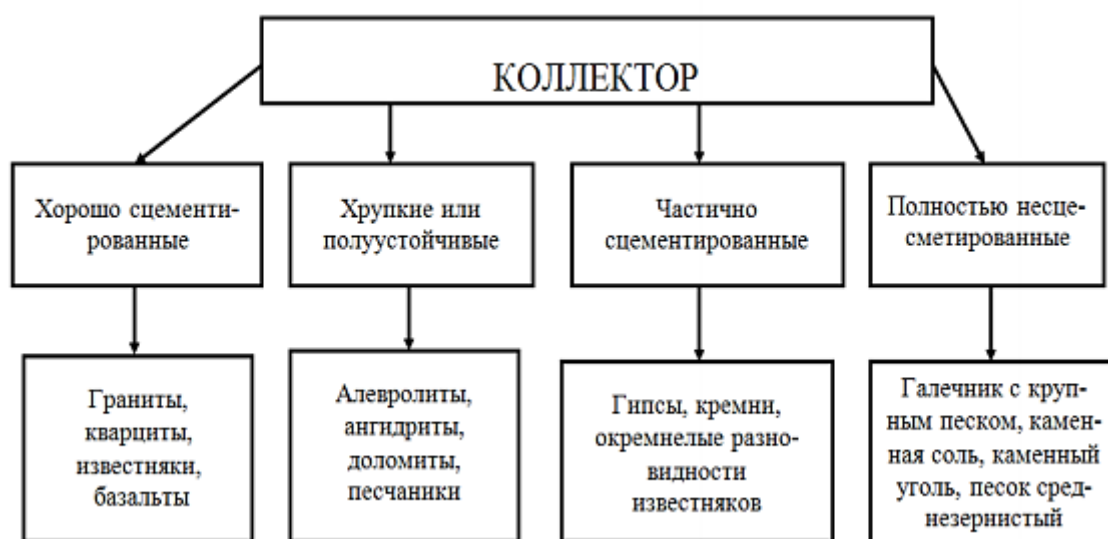 КОЛЛЕКТОР
Хорошо сцементи-
рованные
Хрупкие или
полуустойчивые
Частично
сцементированные
Полностью несце-
сметированные
Граниты,
кварциты,
известняки,
базальты
Алевролиты,
ангидриты,
доломиты,
песчаники
Гипсы, кремни,
окремнелые разно-
видности
известняков
Галечник с круп-
ным песком, камен-
ная соль, каменный
уголь, песок сред-
незернистый